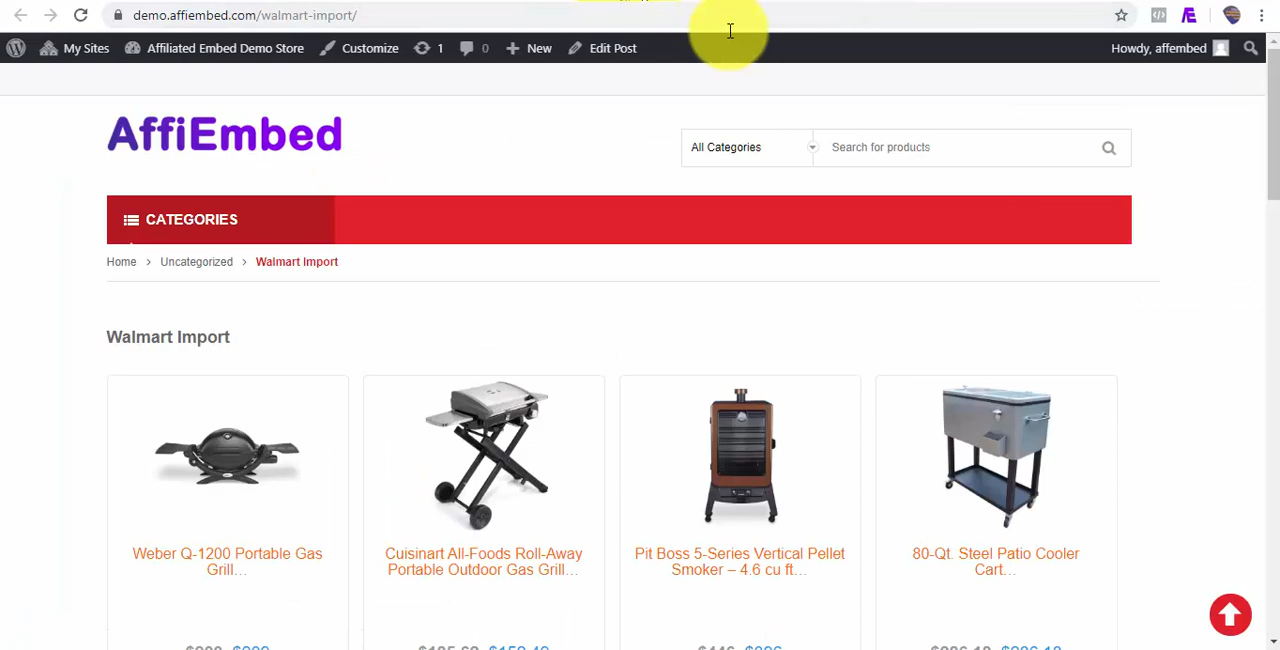 demo.affiembed.com/walmart-import/
My Sites Affiliated Embed Demo Store Customize 1 0 New Edit Post Howdy, affembed
AffiEmbed
All Categories Search for products
CATEGORIES
Home > Uncategorized > Walmart Import
Walmart Import
Weber Q-1200 Portable Gas
Grill...
Cuisinart All-Foods Roll-Away
Portable Outdoor Gas Grill...
Pit Boss 5-Series Vertical Pellet
Smoker – 4.6 cu ft...
80-Qt. Steel Patio Cooler
Cart...